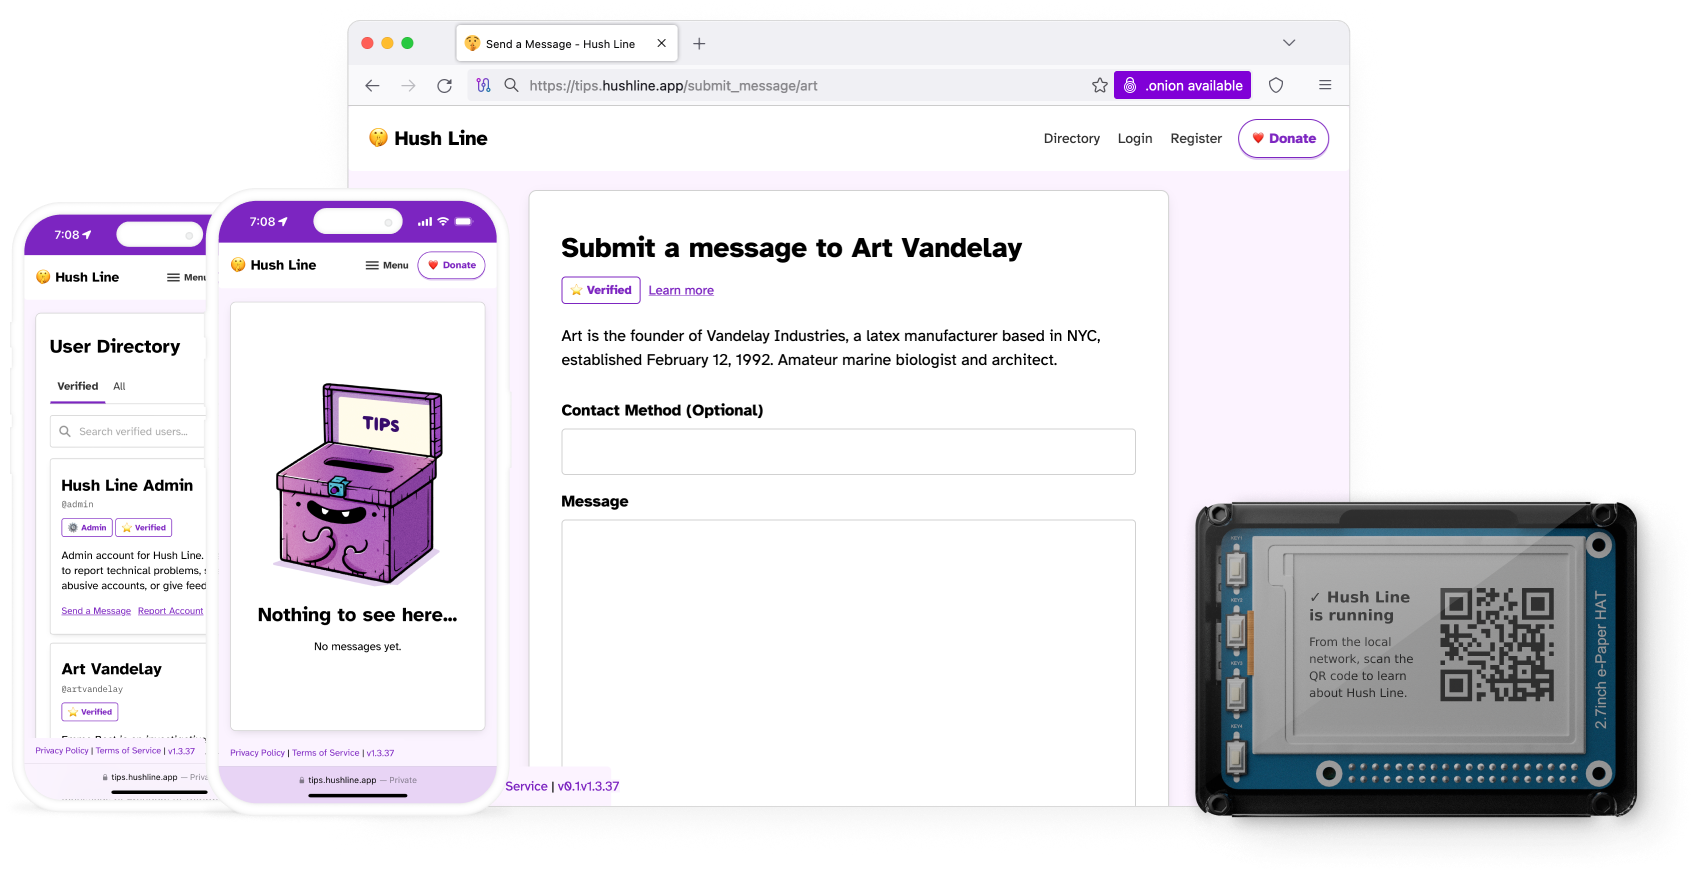 Send a Message - Hush Line
https://tips.hushline.app/submit_message/art
.onion available
Hush Line
Directory
Login
Register
Donate
Submit a message to Art Vandelay
Verified
Learn more
Art is the founder of Vandelay Industries, a latex manufacturer based in NYC,
established February 12, 1992. Amateur marine biologist and architect.
Contact Method (Optional)
Message
Service | v0.1.v1.3.37
7:08
Hush Line
Menu
User Directory
Verified
All
Search verified users...
Hush Line Admin
@admin
Admin
Verified
Admin account for Hush Line.
to report technical problems,
abusive accounts, or give feed
Send a Message
Report Account
Art Vandelay
@artvandelay
Verified
Privacy Policy | Terms of Service | v1.3.37
tips.hushline.app — Priva
7:08
Hush Line
Menu
Donate
TIPS
Nothing to see here...
No messages yet.
Privacy Policy | Terms of Service | v1.3.37
tips.hushline.app — Private
KEY1
KEY2
KEY3
KEY4
✓ Hush Line
is running
From the local
network, scan the
QR code to learn
about Hush Line.
2.7inch e-Paper HAT